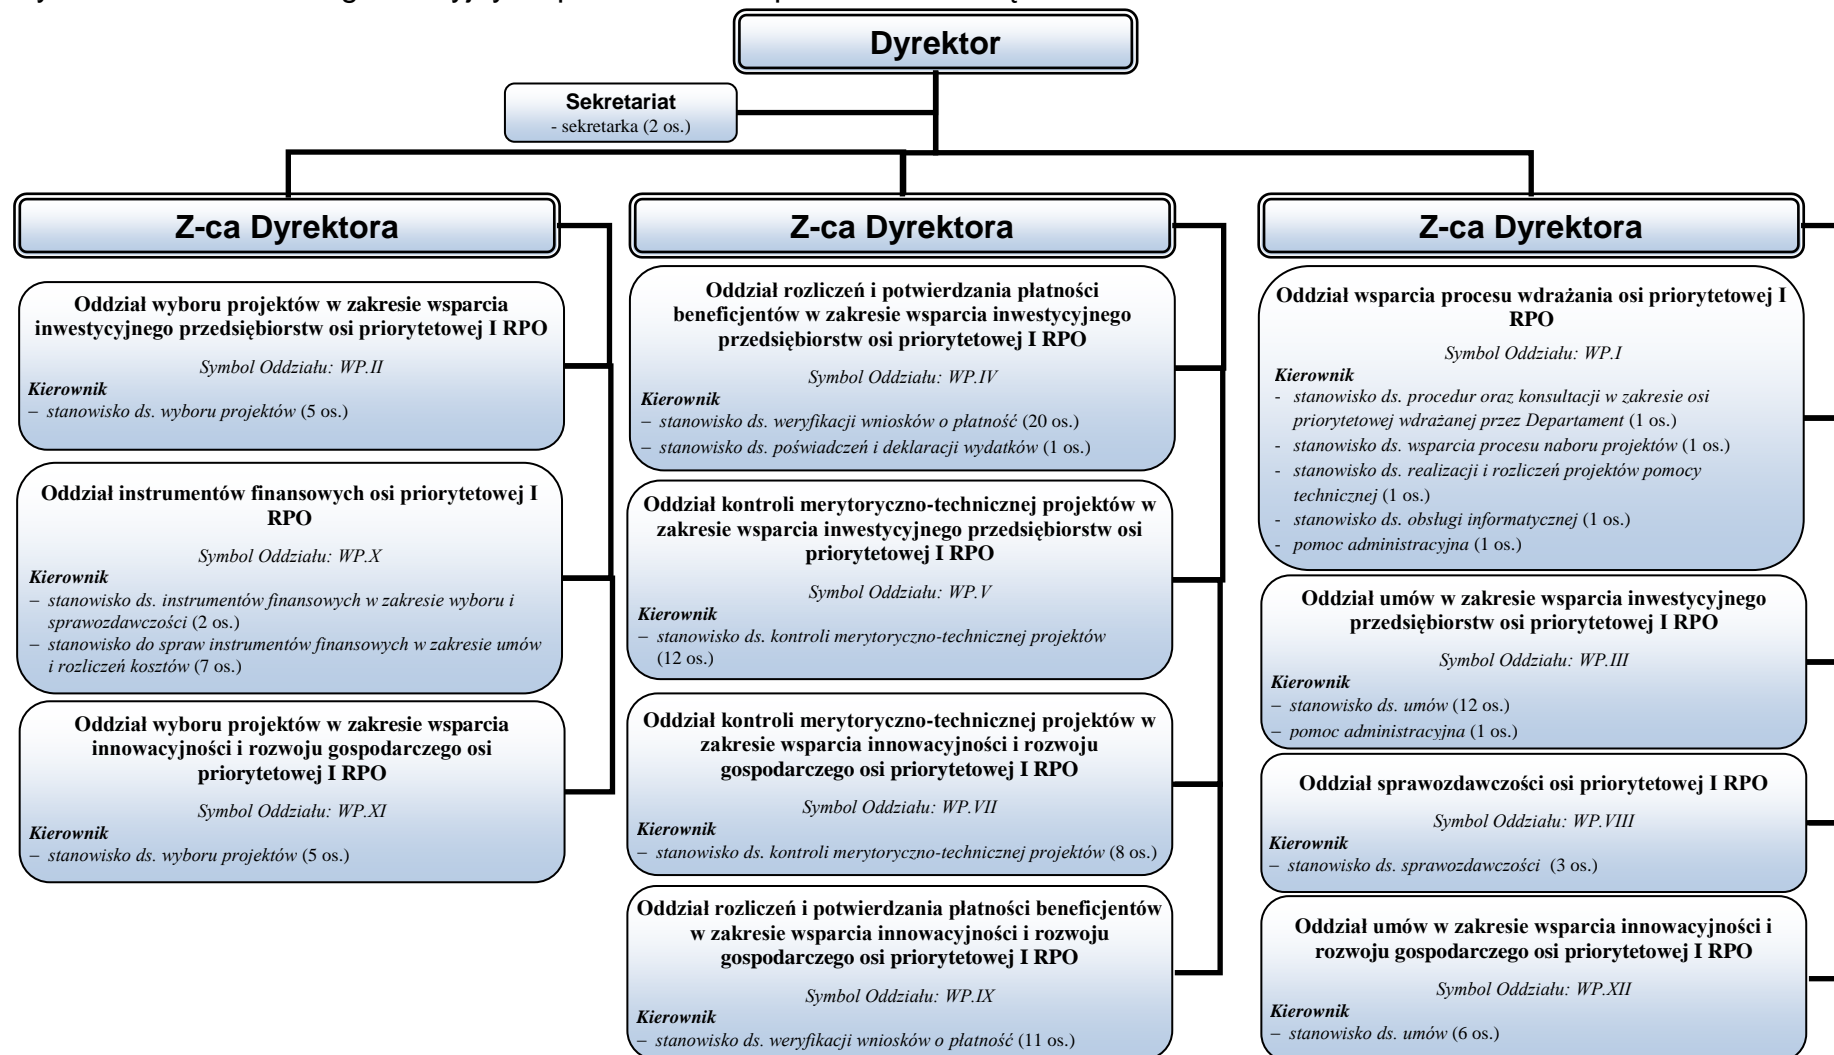 Dyrektor
Sekretariat
- sekretarka (2 os.)
Z-ca Dyrektora
Oddział wyboru projektów w zakresie wsparcia
inwestycyjnego przedsiębiorstw osi priorytetowej I RPO
Symbol Oddziału: WP.II
Kierownik
– stanowisko ds. wyboru projektów (5 os.)
Oddział instrumentów finansowych osi priorytetowej I
RPO
Symbol Oddziału: WP.X
Kierownik
– stanowisko ds. instrumentów finansowych w zakresie wyboru i
sprawozdawczości (2 os.)
– stanowisko do spraw instrumentów finansowych w zakresie umów
i rozliczeń kosztów (7 os.)
Oddział wyboru projektów w zakresie wsparcia
innowacyjności i rozwoju gospodarczego osi
priorytetowej I RPO
Symbol Oddziału: WP.XI
Kierownik
– stanowisko ds. wyboru projektów (5 os.)
Z-ca Dyrektora
Oddział rozliczeń i potwierdzania płatności
beneficjentów w zakresie wsparcia inwestycyjnego
przedsiębiorstw osi priorytetowej I RPO
Symbol Oddziału: WP.IV
Kierownik
– stanowisko ds. weryfikacji wniosków o płatność (20 os.)
– stanowisko ds. poświadczeń i deklaracji wydatków (1 os.)
Oddział kontroli merytoryczno-technicznej projektów w
zakresie wsparcia inwestycyjnego przedsiębiorstw osi
priorytetowej I RPO
Symbol Oddziału: WP.V
Kierownik
– stanowisko ds. kontroli merytoryczno-technicznej projektów
(12 os.)
Oddział kontroli merytoryczno-technicznej projektów w
zakresie wsparcia innowacyjności i rozwoju
gospodarczego osi priorytetowej I RPO
Symbol Oddziału: WP.VII
Kierownik
– stanowisko ds. kontroli merytoryczno-technicznej projektów (8 os.)
Oddział rozliczeń i potwierdzania płatności beneficjentów
w zakresie wsparcia innowacyjności i rozwoju
gospodarczego osi priorytetowej I RPO
Symbol Oddziału: WP.IX
Kierownik
– stanowisko ds. weryfikacji wniosków o płatność (11 os.)
Z-ca Dyrektora
Oddział wsparcia procesu wdrażania osi priorytetowej I
RPO
Symbol Oddziału: WP.I
Kierownik
- stanowisko ds. procedur oraz konsultacji w zakresie osi
priorytetowej wdrażanej przez Departament (1 os.)
- stanowisko ds. wsparcia procesu naboru projektów (1 os.)
- stanowisko ds. realizacji i rozliczeń projektów pomocy
technicznej (1 os.)
- stanowisko ds. obsługi informatycznej (1 os.)
- pomoc administracyjna (1 os.)
Oddział umów w zakresie wsparcia inwestycyjnego
przedsiębiorstw osi priorytetowej I RPO
Symbol Oddziału: WP.III
Kierownik
– stanowisko ds. umów (12 os.)
– pomoc administracyjna (1 os.)
Oddział sprawozdawczości osi priorytetowej I RPO
Symbol Oddziału: WP.VIII
Kierownik
– stanowisko ds. sprawozdawczości (3 os.)
Oddział umów w zakresie wsparcia innowacyjności i
rozwoju gospodarczego osi priorytetowej I RPO
Symbol Oddziału: WP.XII
Kierownik
– stanowisko ds. umów (6 os.)